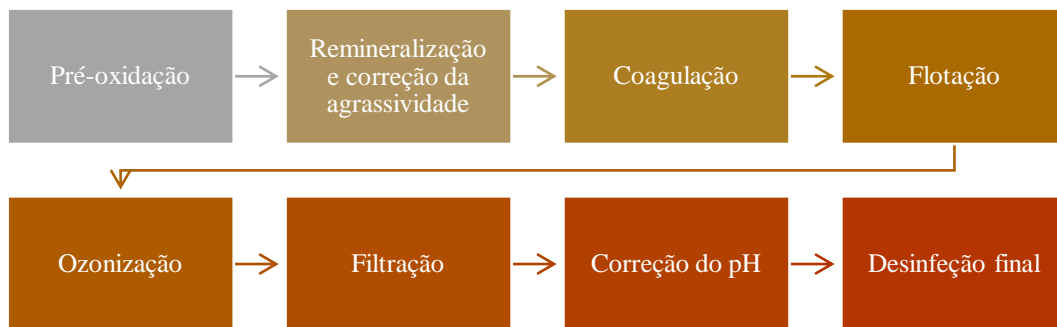 Pré-oxidação
Remineralização
e correção da
agrassividade
Coagulação
Flotação
Ozonização
Filtração
Correção do pH
Desinfeção final